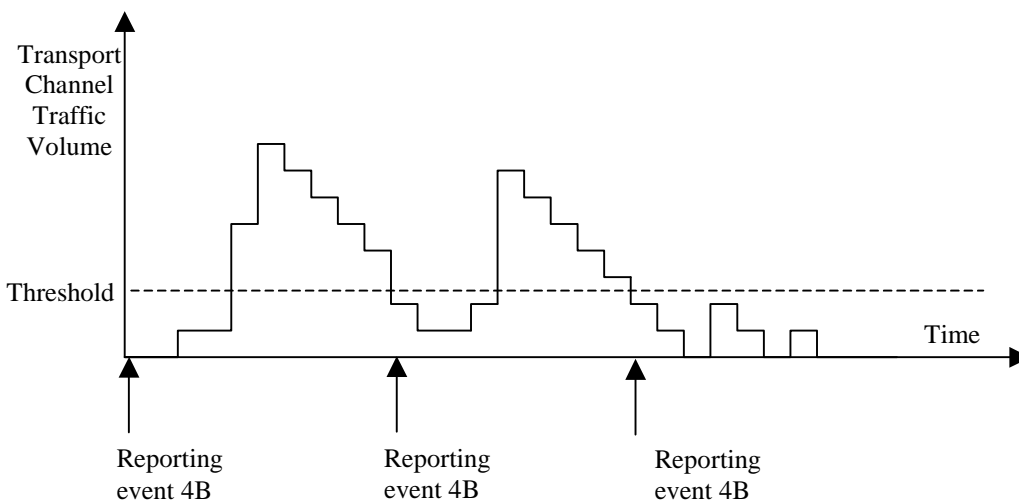 Transport
Channel
Traffic
Volume
Threshold
Time
Reporting
event 4B
Reporting
event 4B
Reporting
event 4B